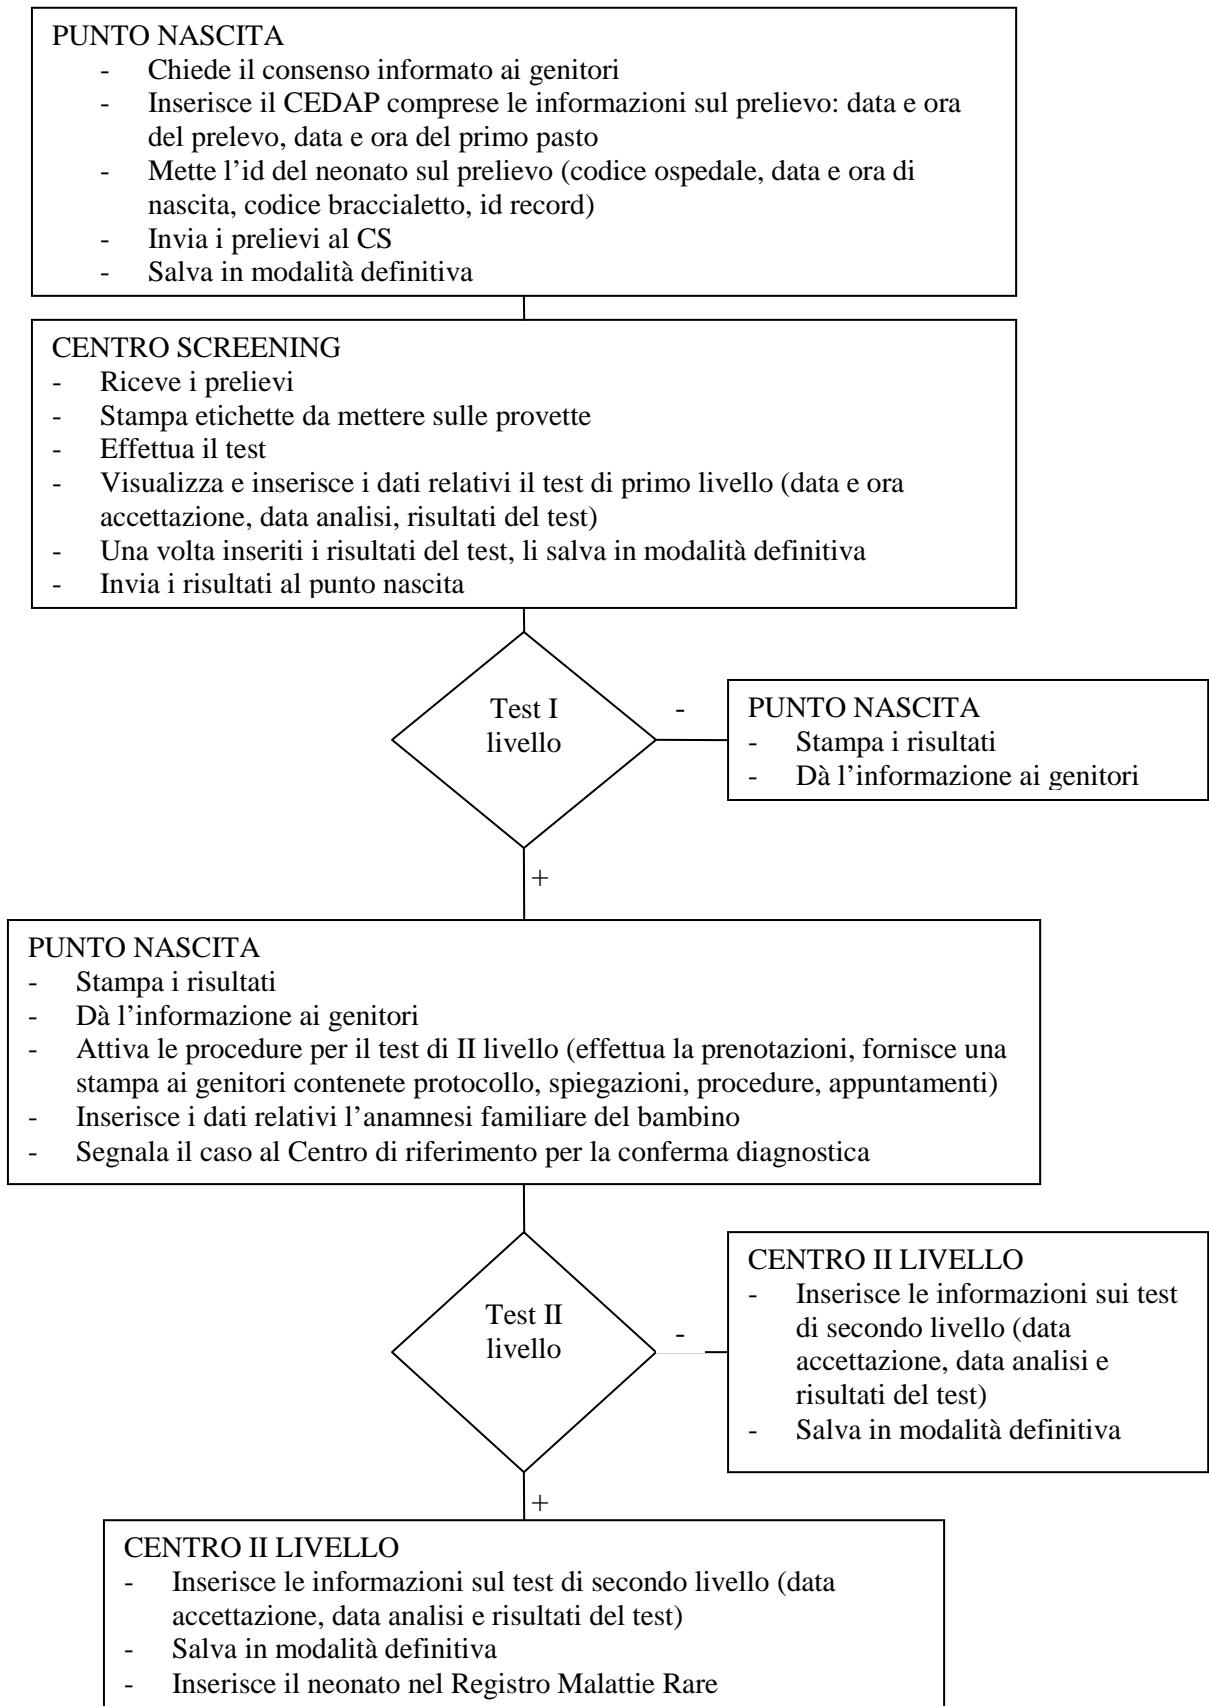 PUNTO NASCITA
- Chiede il consenso informato ai genitori
- Inserisce il CEDAP comprese le informazioni sul prelievo: data e ora
del prelevo, data e ora del primo pasto
- Mette l’id del neonato sul prelievo (codice ospedale, data e ora di
nascita, codice braccialetto, id record)
- Invia i prelievi al CS
- Salva in modalità definitiva
CENTRO SCREENING
- Riceve i prelievi
- Stampa etichette da mettere sulle provette
- Effettua il test
- Visualizza e inserisce i dati relativi il test di primo livello (data e ora
accettazione, data analisi, risultati del test)
- Una volta inseriti i risultati del test, li salva in modalità definitiva
- Invia i risultati al punto nascita
Test I
livello
-
PUNTO NASCITA
- Stampa i risultati
- Dà l’informazione ai genitori
+
PUNTO NASCITA
- Stampa i risultati
- Dà l’informazione ai genitori
- Attiva le procedure per il test di II livello (effettua la prenotazioni, fornisce una
stampa ai genitori contenete protocollo, spiegazioni, procedure, appuntamenti)
- Inserisce i dati relativi l’anamnesi familiare del bambino
- Segnala il caso al Centro di riferimento per la conferma diagnostica
Test II
livello
-
CENTRO II LIVELLO
- Inserisce le informazioni sui test
di secondo livello (data
accettazione, data analisi e
risultati del test)
- Salva in modalità definitiva
+
CENTRO II LIVELLO
- Inserisce le informazioni sul test di secondo livello (data
accettazione, data analisi e risultati del test)
- Salva in modalità definitiva
- Inserisce il neonato nel Registro Malattie Rare